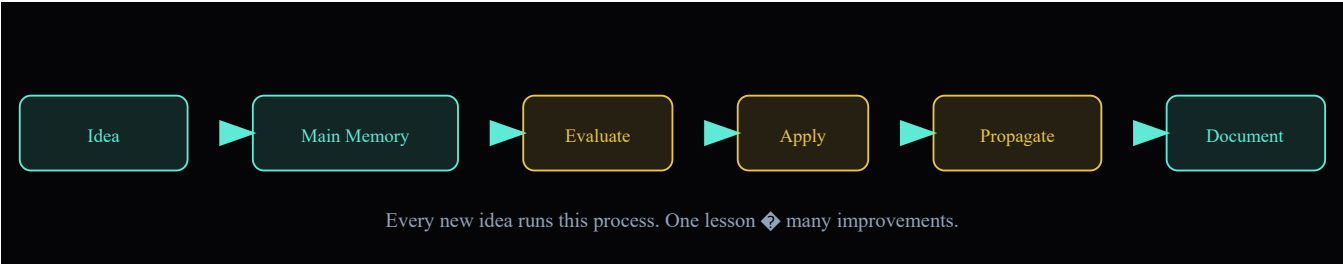 Idea
Main Memory
Evaluate
Apply
Propagate
Document
Every new idea runs this process. One lesson � many improvements.